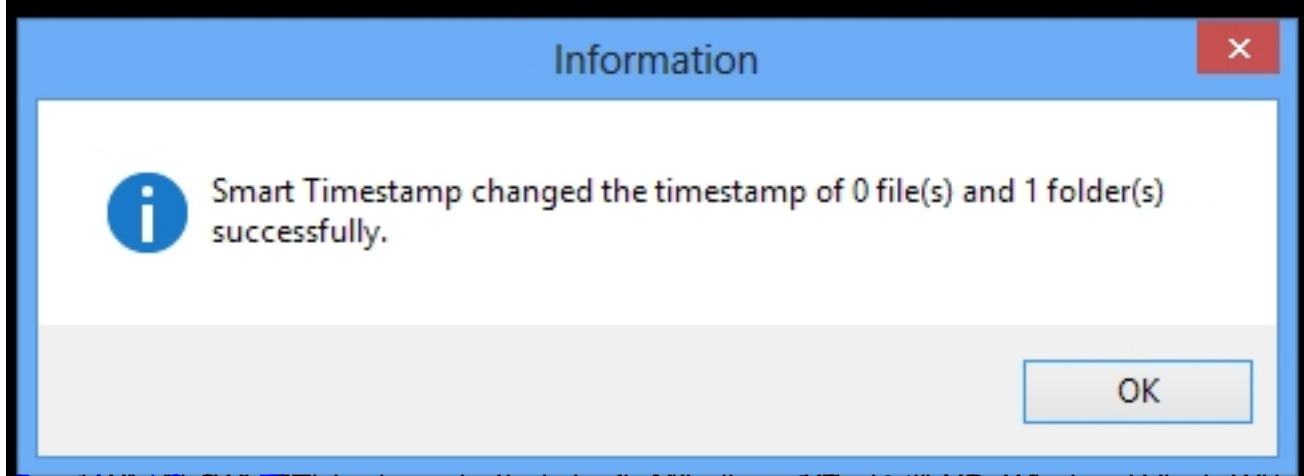 Information
Smart Timestamp changed the timestamp of 0 file(s) and 1 folder(s)
successfully.
OK